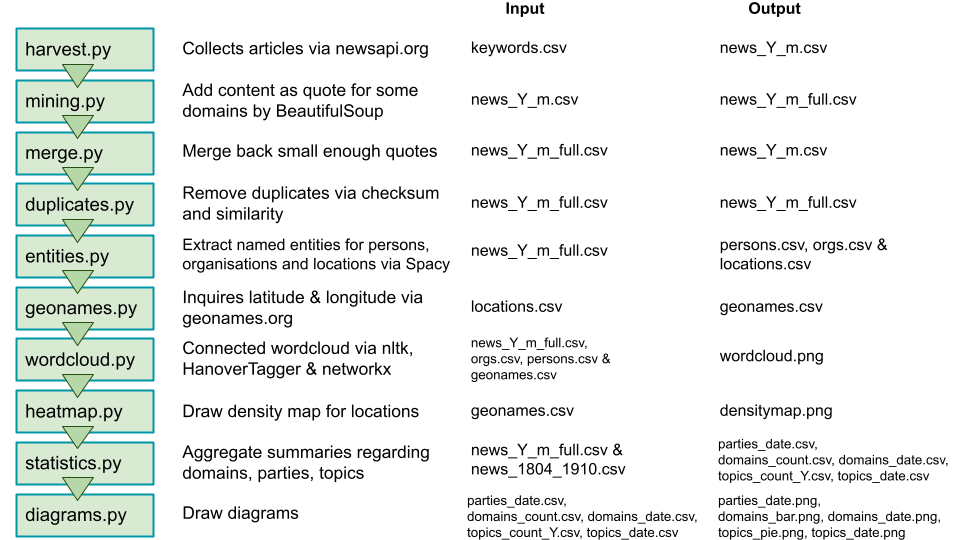 Input Output
harvest.py Collects articles via newsapi.org keywords.csv news_Y_m.csv
mining.py Add content as quote for some
domains by BeautifulSoup news_Y_m.csv news_Y_m_full.csv
merge.py Merge back small enough quotes news_Y_m_full.csv news_Y_m.csv
duplicates.py Remove duplicates via checksum
and similarity news_Y_m_full.csv news_Y_m_full.csv
entities.py Extract named entities for persons,
organisations and locations via Spacy news_Y_m_full.csv persons.csv, orgs.csv &
locations.csv
geonames.py Inquires latitude & longitude via
geonames.org locations.csv geonames.csv
wordcloud.py Connected wordcloud via nltk,
HanoverTagger & networkx news_Y_m_full.csv,
orgs.csv, persons.csv &
geonames.csv wordcloud.png
heatmap.py Draw density map for locations geonames.csv densitymap.png
statistics.py Aggregate summaries regarding
domains, parties, topics news_Y_m_full.csv &
news_1804_1910.csv parties_date.csv,
domains_count.csv, domains_date.csv,
topics_count_Y.csv, topics_date.csv
diagrams.py Draw diagrams parties_date.csv,
domains_count.csv, domains_date.csv,
topics_count_Y.csv, topics_date.csv parties_date.png,
domains_bar.png, domains_date.png,
topics_pie.png, topics_date.png